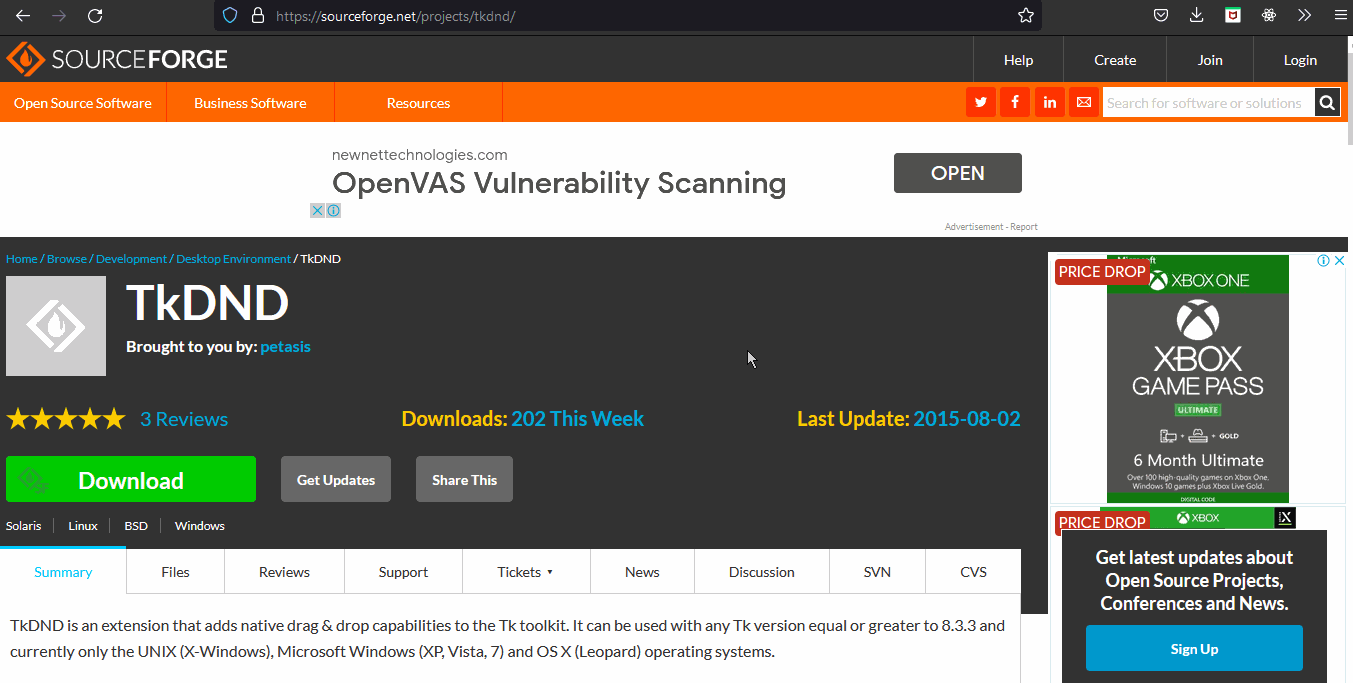 https://sourceforge.net/projects/tkdnd/
SOURCEFORGE
Help Create Join Login
Open Source Software Business Software Resources
Search for software or solutions
newnettechnologies.com
OpenVAS Vulnerability Scanning
OPEN
Advertisement - Report
Home / Browse / Development / Desktop Environment / TkDND
TkDND
Brought to you by: petasis
3 Reviews
Downloads: 202 This Week
Last Update: 2015-08-02
Download
Get Updates
Share This
Solaris Linux BSD Windows
Summary Files Reviews Support Tickets News Discussion SVN CVS
TkDND is an extension that adds native drag & drop capabilities to the Tk toolkit. It can be used with any Tk version equal or greater to 8.3.3 and
currently only the UNIX (X-Windows), Microsoft Windows (XP, Vista, 7) and OS X (Leopard) operating systems.
PRICE DROP
Microsoft
XBOX ONE
XBOX
GAME PASS
ULTIMATE
+ + GOLD
6 Month Ultimate
Over 100 high-quality games on Xbox One,
Windows 10 games plus Xbox Live Gold.
DIGITAL CODE
PRICE DROP
XBOX
X
Get latest updates about
Open Source Projects,
Conferences and News.
Sign Up